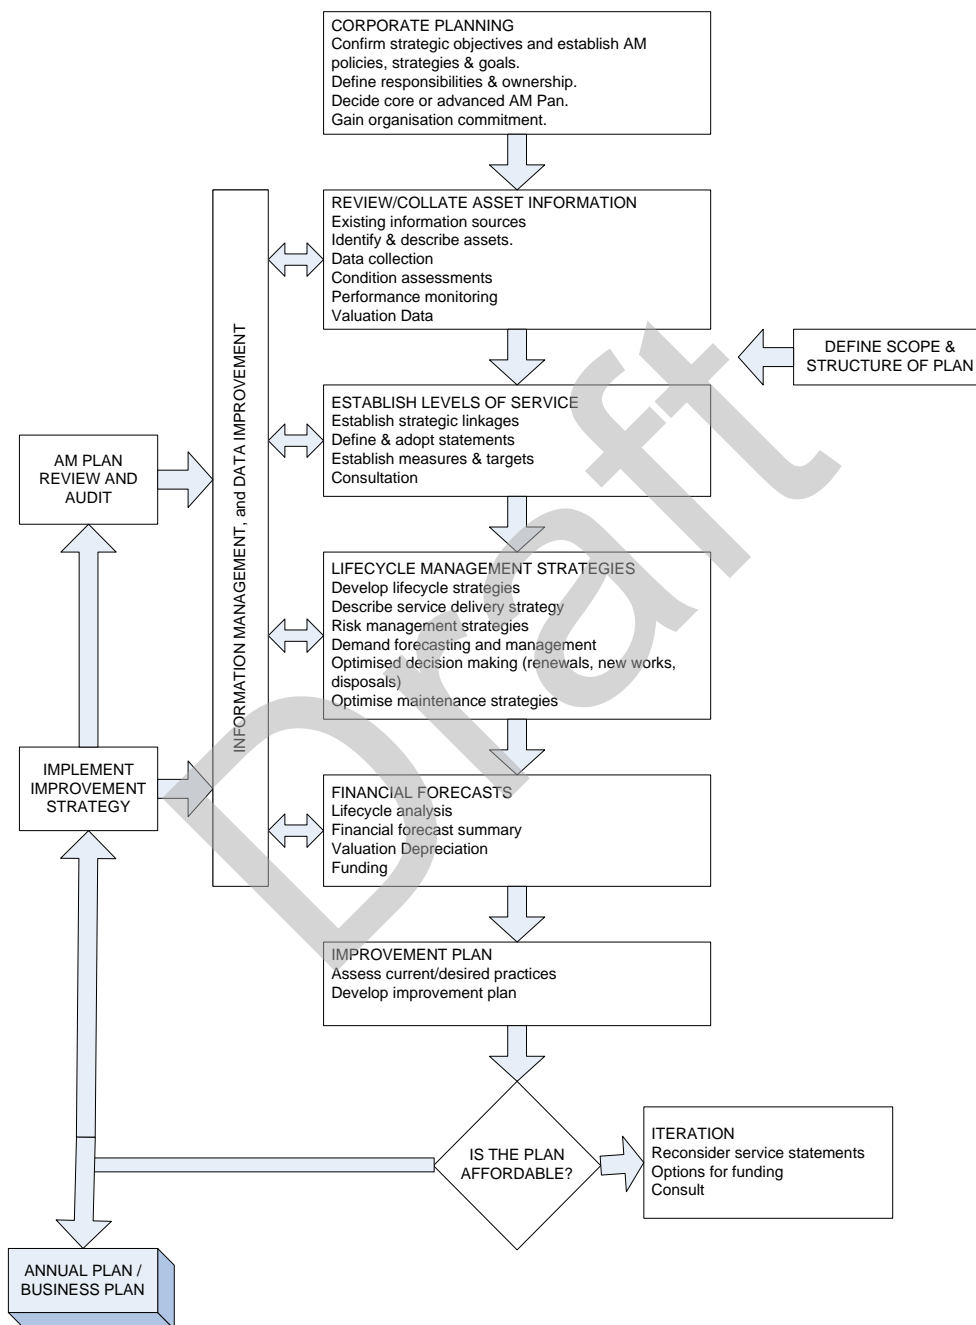 CORPORATE PLANNING
Confirm strategic objectives and establish AM
policies, strategies & goals.
Define responsibilities & ownership.
Decide core or advanced AM Pan.
Gain organisation commitment.
REVIEW/COLLATE ASSET INFORMATION
Existing information sources
Identify & describe assets.
Data collection
Condition assessments
Performance monitoring
Valuation Data
DEFINE SCOPE &
STRUCTURE OF PLAN
INFORMATION MANAGEMENT, and DATA IMPROVEMENT
ESTABLISH LEVELS OF SERVICE
Establish strategic linkages
Define & adopt statements
Establish measures & targets
Consultation
AM PLAN
REVIEW AND
AUDIT
LIFECYCLE MANAGEMENT STRATEGIES
Develop lifecycle strategies
Describe service delivery strategy
Risk management strategies
Demand forecasting and management
Optimised decision making (renewals, new works,
disposals)
Optimise maintenance strategies
IMPLEMENT
IMPROVEMENT
STRATEGY
FINANCIAL FORECASTS
Lifecycle analysis
Financial forecast summary
Valuation Depreciation
Funding
IMPROVEMENT PLAN
Assess current/desired practices
Develop improvement plan
IS THE PLAN
AFFORDABLE?
ITERATION
Reconsider service statements
Options for funding
Consult
ANNUAL PLAN /
BUSINESS PLAN
Draft